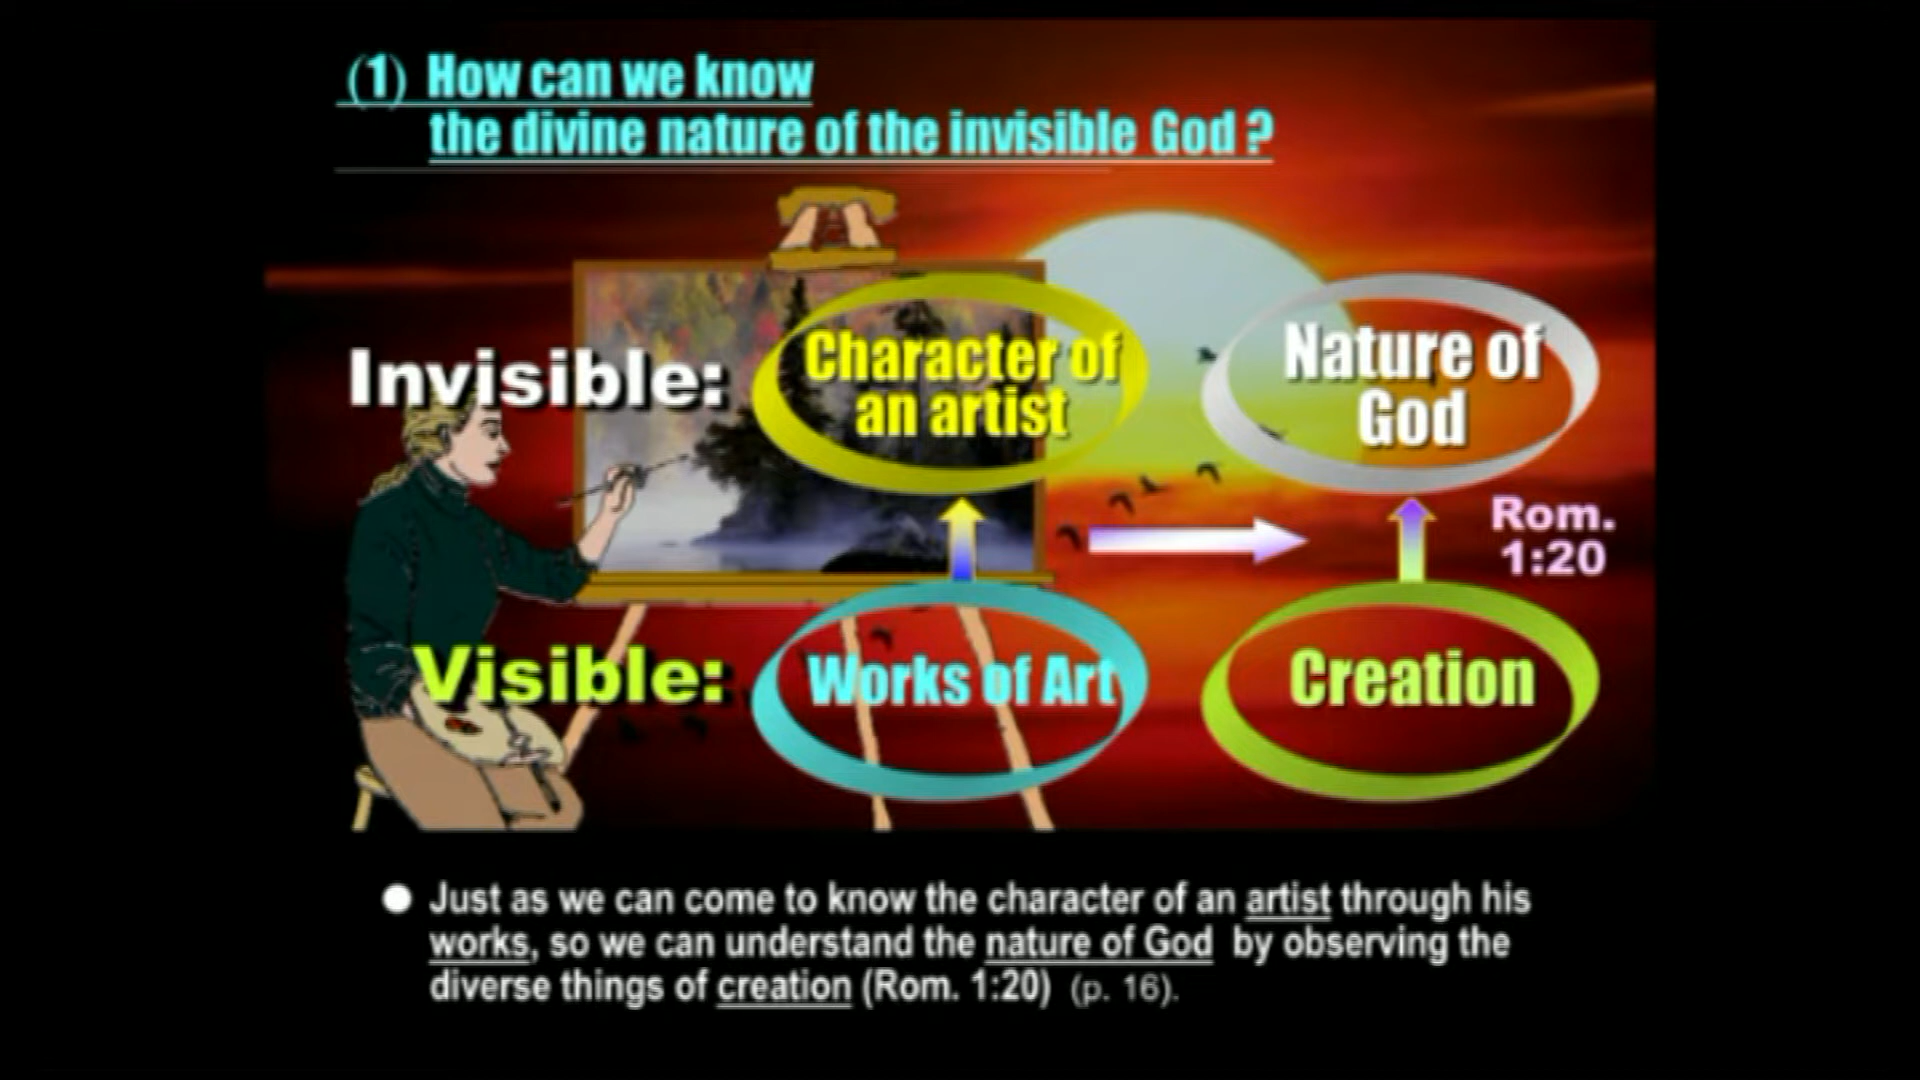 (1) How can we know
the divine nature of the invisible God ?
Invisible:
Character of
an artist
Nature of
God
Rom.
1:20
Visible:
Works of Art
Creation
● Just as we can come to know the character of an artist through his
works, so we can understand the nature of God by observing the
diverse things of creation (Rom. 1:20) (p. 16).